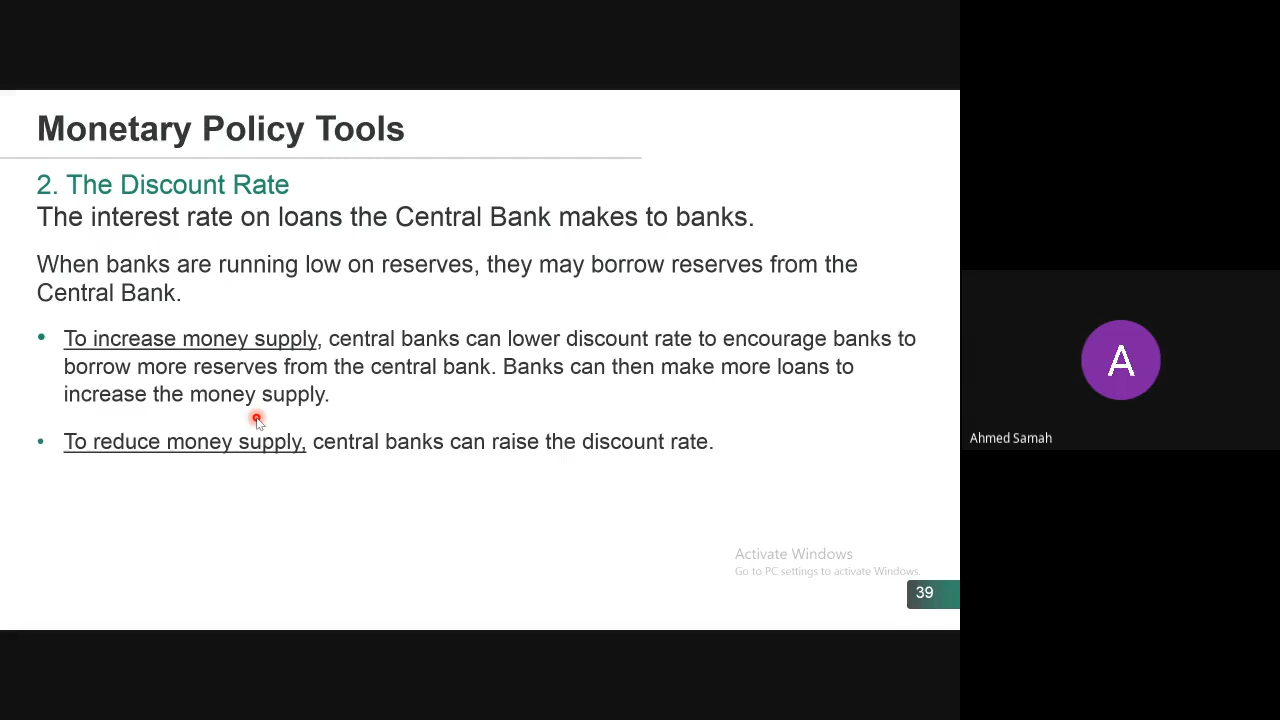 Monetary Policy Tools
2. The Discount Rate
The interest rate on loans the Central Bank makes to banks.
When banks are running low on reserves, they may borrow reserves from the
Central Bank.
• To increase money supply, central banks can lower discount rate to encourage banks to
borrow more reserves from the central bank. Banks can then make more loans to
increase the money supply.
• To reduce money supply, central banks can raise the discount rate.
Activate Windows
Go to PC settings to activate Windows.
39
A
Ahmed Samah